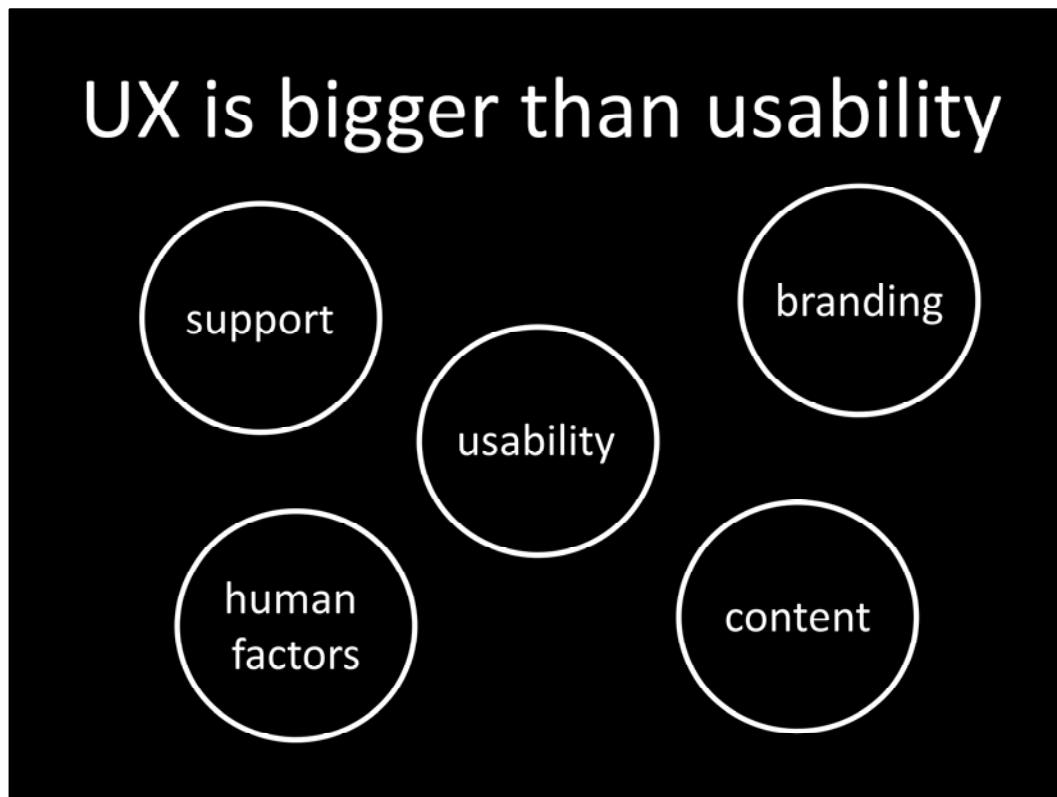 UX is bigger than usability
support
branding
usability
human
factors
content